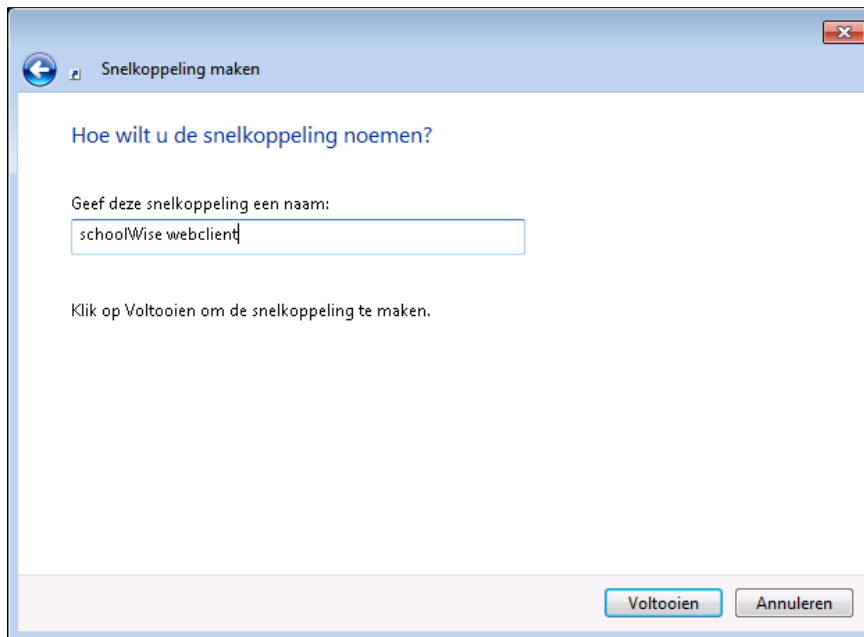 Snelkoppeling maken
Hoe wilt u de snelkoppeling noemen?
Geef deze snelkoppeling een naam:
schoolWise webclient
Klik op Voltooien om de snelkoppeling te maken.
Voltooien
Annuleren